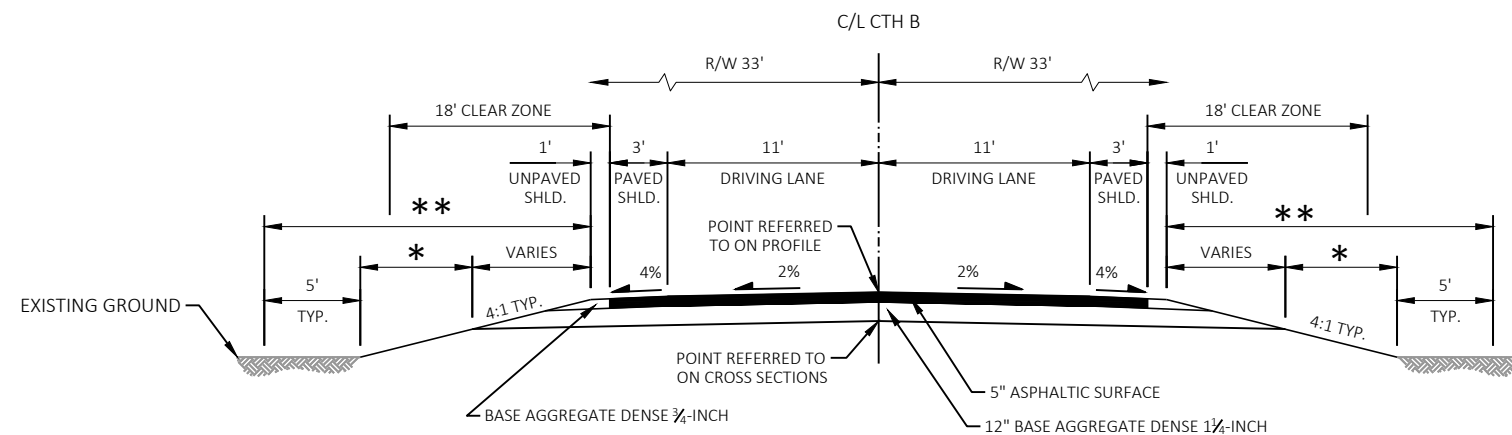 C/L CTH B
R/W 33' R/W 33'
18' CLEAR ZONE 18' CLEAR ZONE
1' 3' 11' 11' 3' 1'
UNPAVED SHLD. PAVED SHLD. DRIVING LANE DRIVING LANE PAVED SHLD. UNPAVED SHLD.
** **
POINT REFERRED
TO ON PROFILE
* VARIES VARIES *
4% 2% 2% 4%
5' TYP. 5' TYP.
EXISTING GROUND
4:1 TYP. 4:1 TYP.
POINT REFERRED TO
ON CROSS SECTIONS
5" ASPHALTIC SURFACE
BASE AGGREGATE DENSE ¾-INCH
12" BASE AGGREGATE DENSE 1¼-INCH